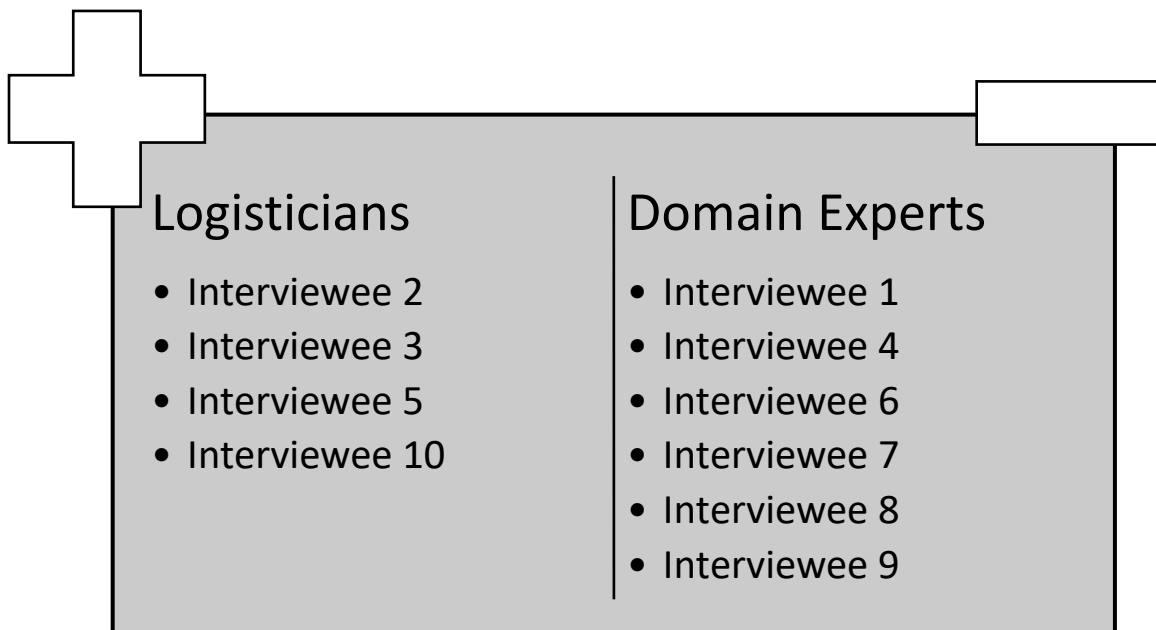 Logisticians
• Interviewee 2
• Interviewee 3
• Interviewee 5
• Interviewee 10
Domain Experts
• Interviewee 1
• Interviewee 4
• Interviewee 6
• Interviewee 7
• Interviewee 8
• Interviewee 9